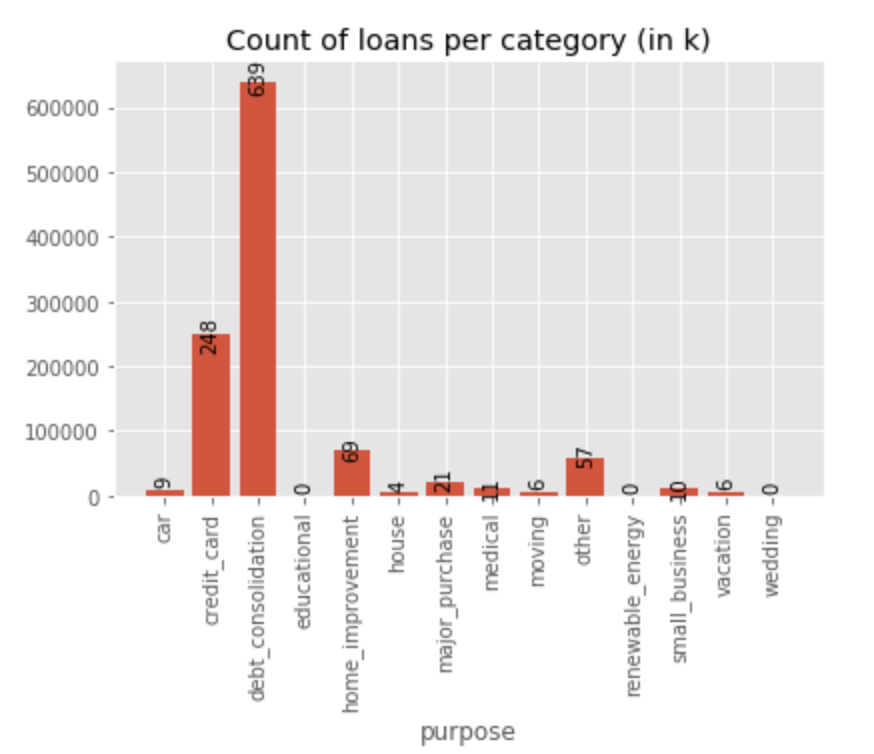 Count of loans per category (in k)
600000
500000
400000
300000
200000
100000
0
9
248
639
0
69
4
21
11
6
57
0
10
6
0
car
credit_card
debt_consolidation
educational
home_improvement
house
major_purchase
medical
moving
other
renewable_energy
small_business
vacation
wedding
purpose